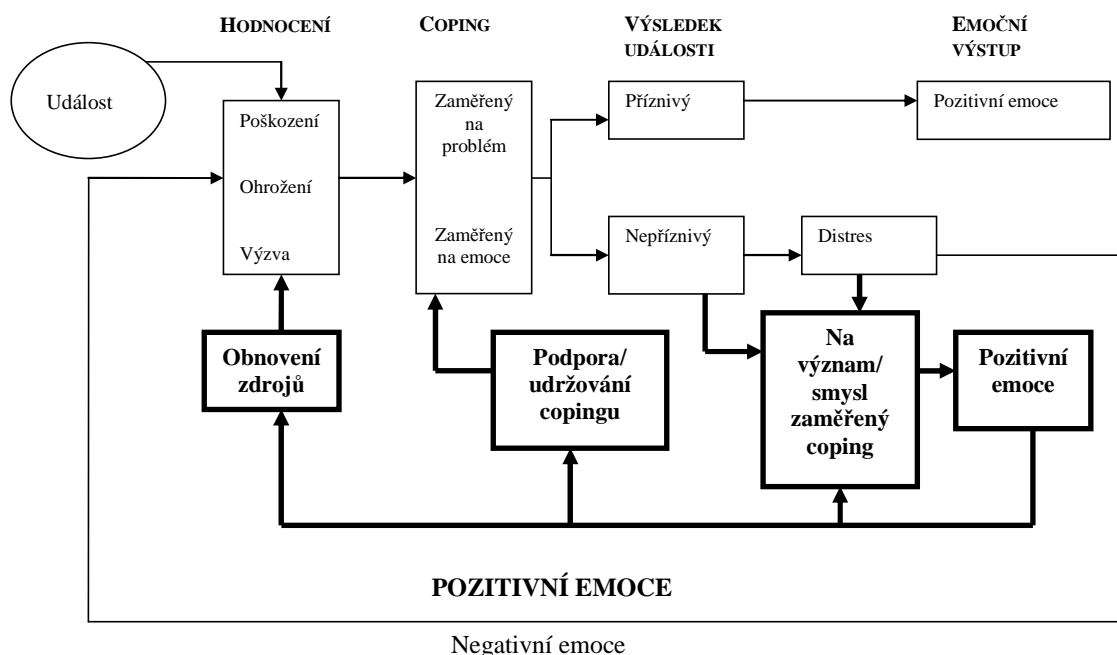 HODNOCENÍ
COPING
VÝSLEDEK
UDÁLOSTI
EMOČNÍ
VÝSTUP
Událost
Poškození
Ohrožení
Výzva
Zaměřený
na
problém
Zaměřený
na emoce
Příznivý
Pozitivní emoce
Nepříznivý
Distres
Obnovení
zdrojů
Podpora/
udržování
copingu
Na
význam/
smysl
zaměřený
coping
Pozitivní
emoce
POZITIVNÍ EMOCE
Negativní emoce